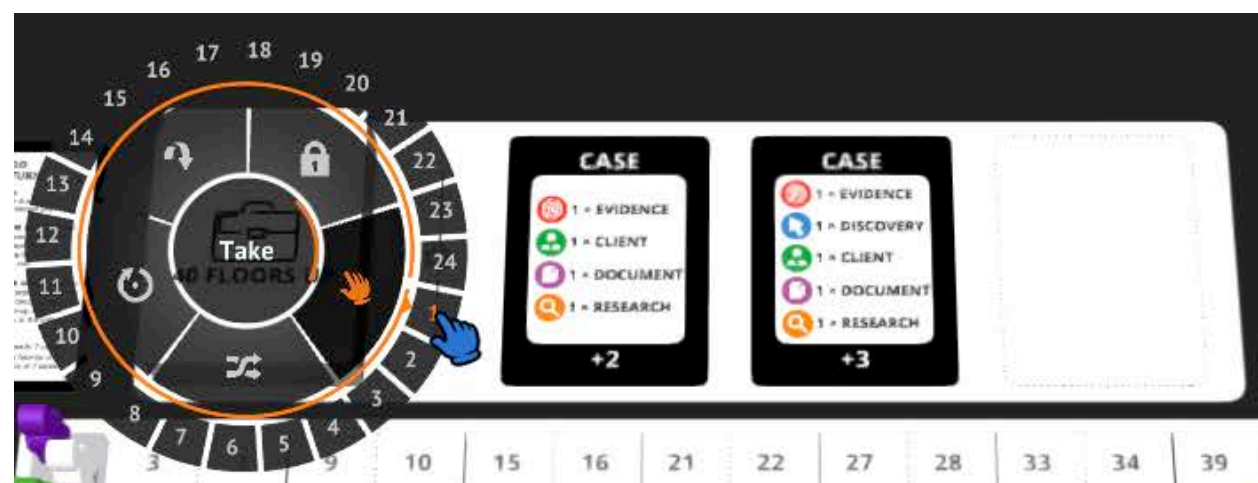 17 18 19
16 20
15 21
14 22
13 23
12 24
11 1
10 2
9 3
8 7 6 5 4
Take
40 FLOORS U
1
CASE
1 = EVIDENCE
1 = CLIENT
1 = DOCUMENT
1 = RESEARCH
+2
CASE
1 = EVIDENCE
1 = DISCOVERY
1 = CLIENT
1 = DOCUMENT
1 = RESEARCH
+3
3 9 10 15 16 21 22 27 28 33 34 39